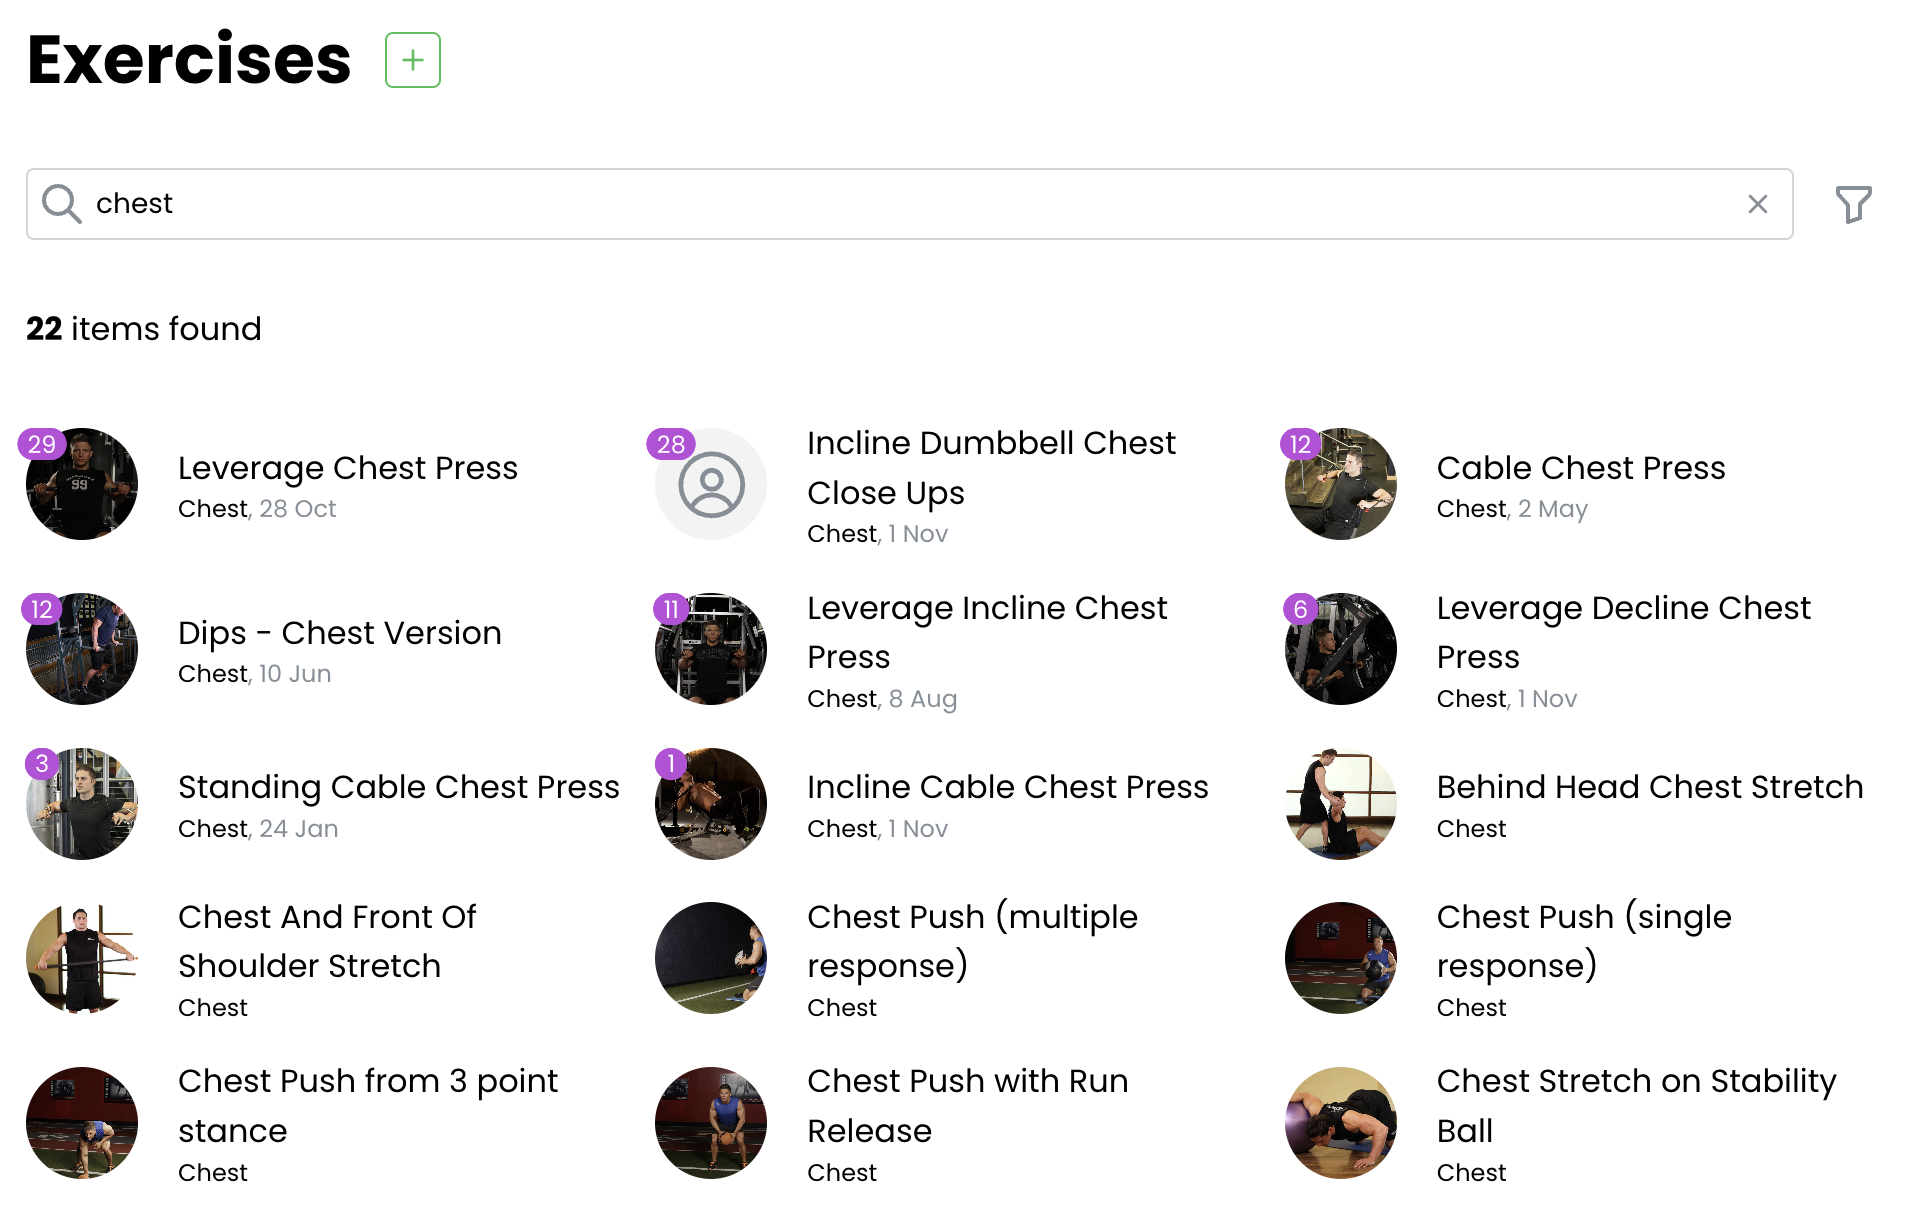 Exercises
chest
22 items found
29
Leverage Chest Press
Chest, 28 Oct
28
Incline Dumbbell Chest
Close Ups
Chest, 1 Nov
12
Cable Chest Press
Chest, 2 May
12
Dips - Chest Version
Chest, 10 Jun
11
Leverage Incline Chest
Press
Chest, 8 Aug
6
Leverage Decline Chest
Press
Chest, 1 Nov
3
Standing Cable Chest Press
Chest, 24 Jan
1
Incline Cable Chest Press
Chest, 1 Nov
Behind Head Chest Stretch
Chest
Chest And Front Of
Shoulder Stretch
Chest
Chest Push (multiple
response)
Chest
Chest Push (single
response)
Chest
Chest Push from 3 point
stance
Chest
Chest Push with Run
Release
Chest
Chest Stretch on Stability
Ball
Chest